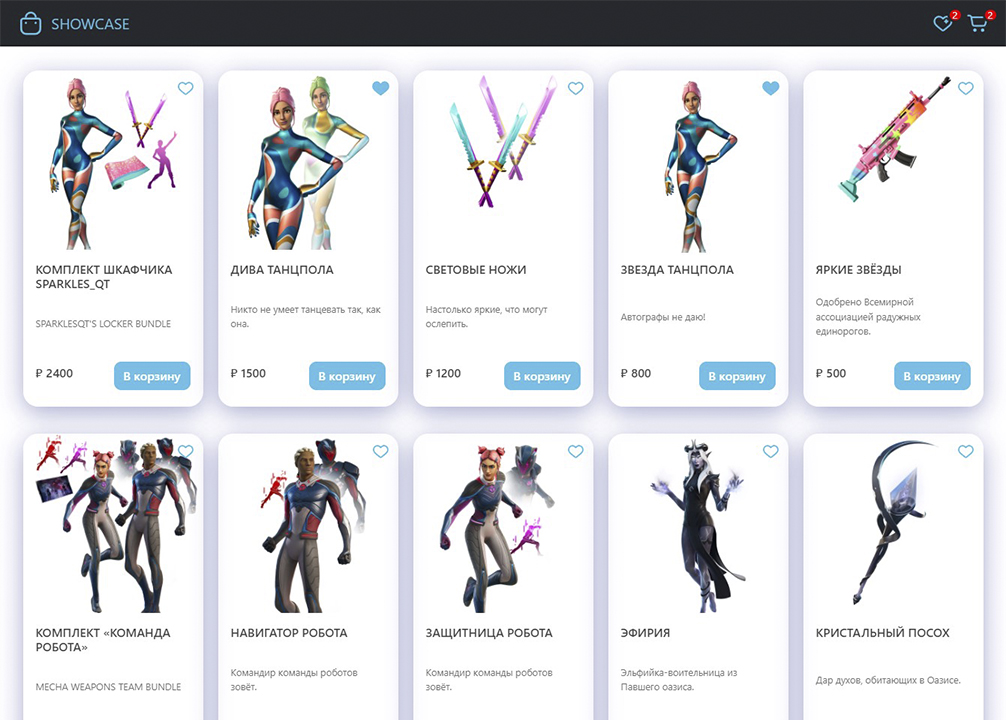 SHOWCASE
2
2
КОМПЛЕКТ ШКАФЧИКА
SPARKLES_QT
SPARKLESQT'S LOCKER BUNDLE
₽ 2400
В корзину
ДИВА ТАНЦПОЛА
Никто не умеет танцевать так, как
она.
₽ 1500
В корзину
СВЕТОВЫЕ НОЖИ
Настолько яркие, что могут
ослепить.
₽ 1200
В корзину
ЗВЕЗДА ТАНЦПОЛА
Автографы не даю!
₽ 800
В корзину
ЯРКИЕ ЗВЁЗДЫ
Одобрено Всемирной
ассоциацией радужных
единорогов.
₽ 500
В корзину
КОМПЛЕКТ «КОМАНДА
РОБОТА»
MECHA WEAPONS TEAM BUNDLE
НАВИГАТОР РОБОТА
Командир команды роботов
зовёт.
ЗАЩИТНИЦА РОБОТА
Командир команды роботов
зовёт.
ЭФИРИЯ
Эльфийка-воительница из
Павшего оазиса.
КРИСТАЛЬНЫЙ ПОСОХ
Дар духов, обитающих в Оазисе.